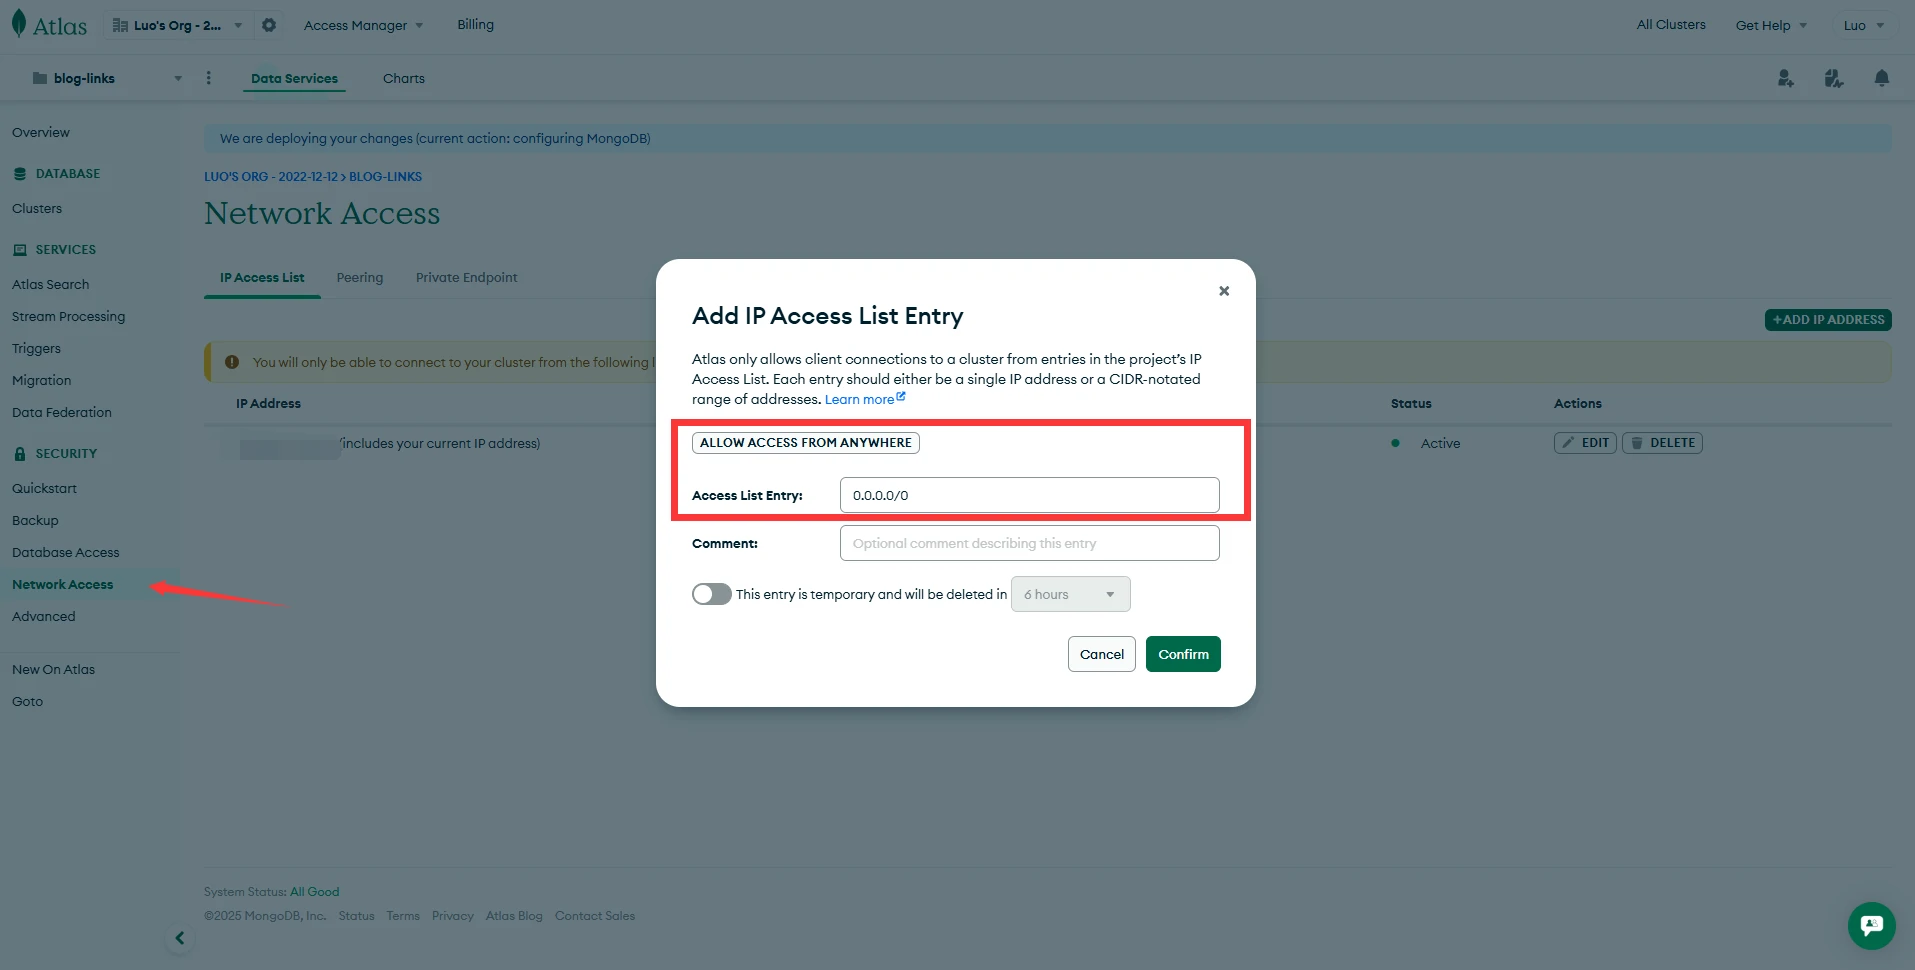 Atlas
Luo's Org - 2...
Access Manager
Billing
All Clusters
Get Help
Luo
blog-links
Data Services
Charts
Overview
DATABASE
Clusters
SERVICES
Atlas Search
Stream Processing
Triggers
Migration
Data Federation
SECURITY
Quickstart
Backup
Database Access
Network Access
Advanced
New On Atlas
Goto
We are deploying your changes (current action: configuring MongoDB)
LUO'S ORG - 2022-12-12 > BLOG-LINKS
Network Access
IP Access List
Peering
Private Endpoint
+ADD IP ADDRESS
You will only be able to connect to your cluster from the following l
IP Address
Status
Actions
(includes your current IP address)
Active
EDIT
DELETE
Add IP Access List Entry
Atlas only allows client connections to a cluster from entries in the project's IP
Access List. Each entry should either be a single IP address or a CIDR-notated
range of addresses. Learn more
ALLOW ACCESS FROM ANYWHERE
Access List Entry:
0.0.0.0/0
Comment:
Optional comment describing this entry
This entry is temporary and will be deleted in
6 hours
Cancel
Confirm
System Status: All Good
©2025 MongoDB, Inc.
Status
Terms
Privacy
Atlas Blog
Contact Sales